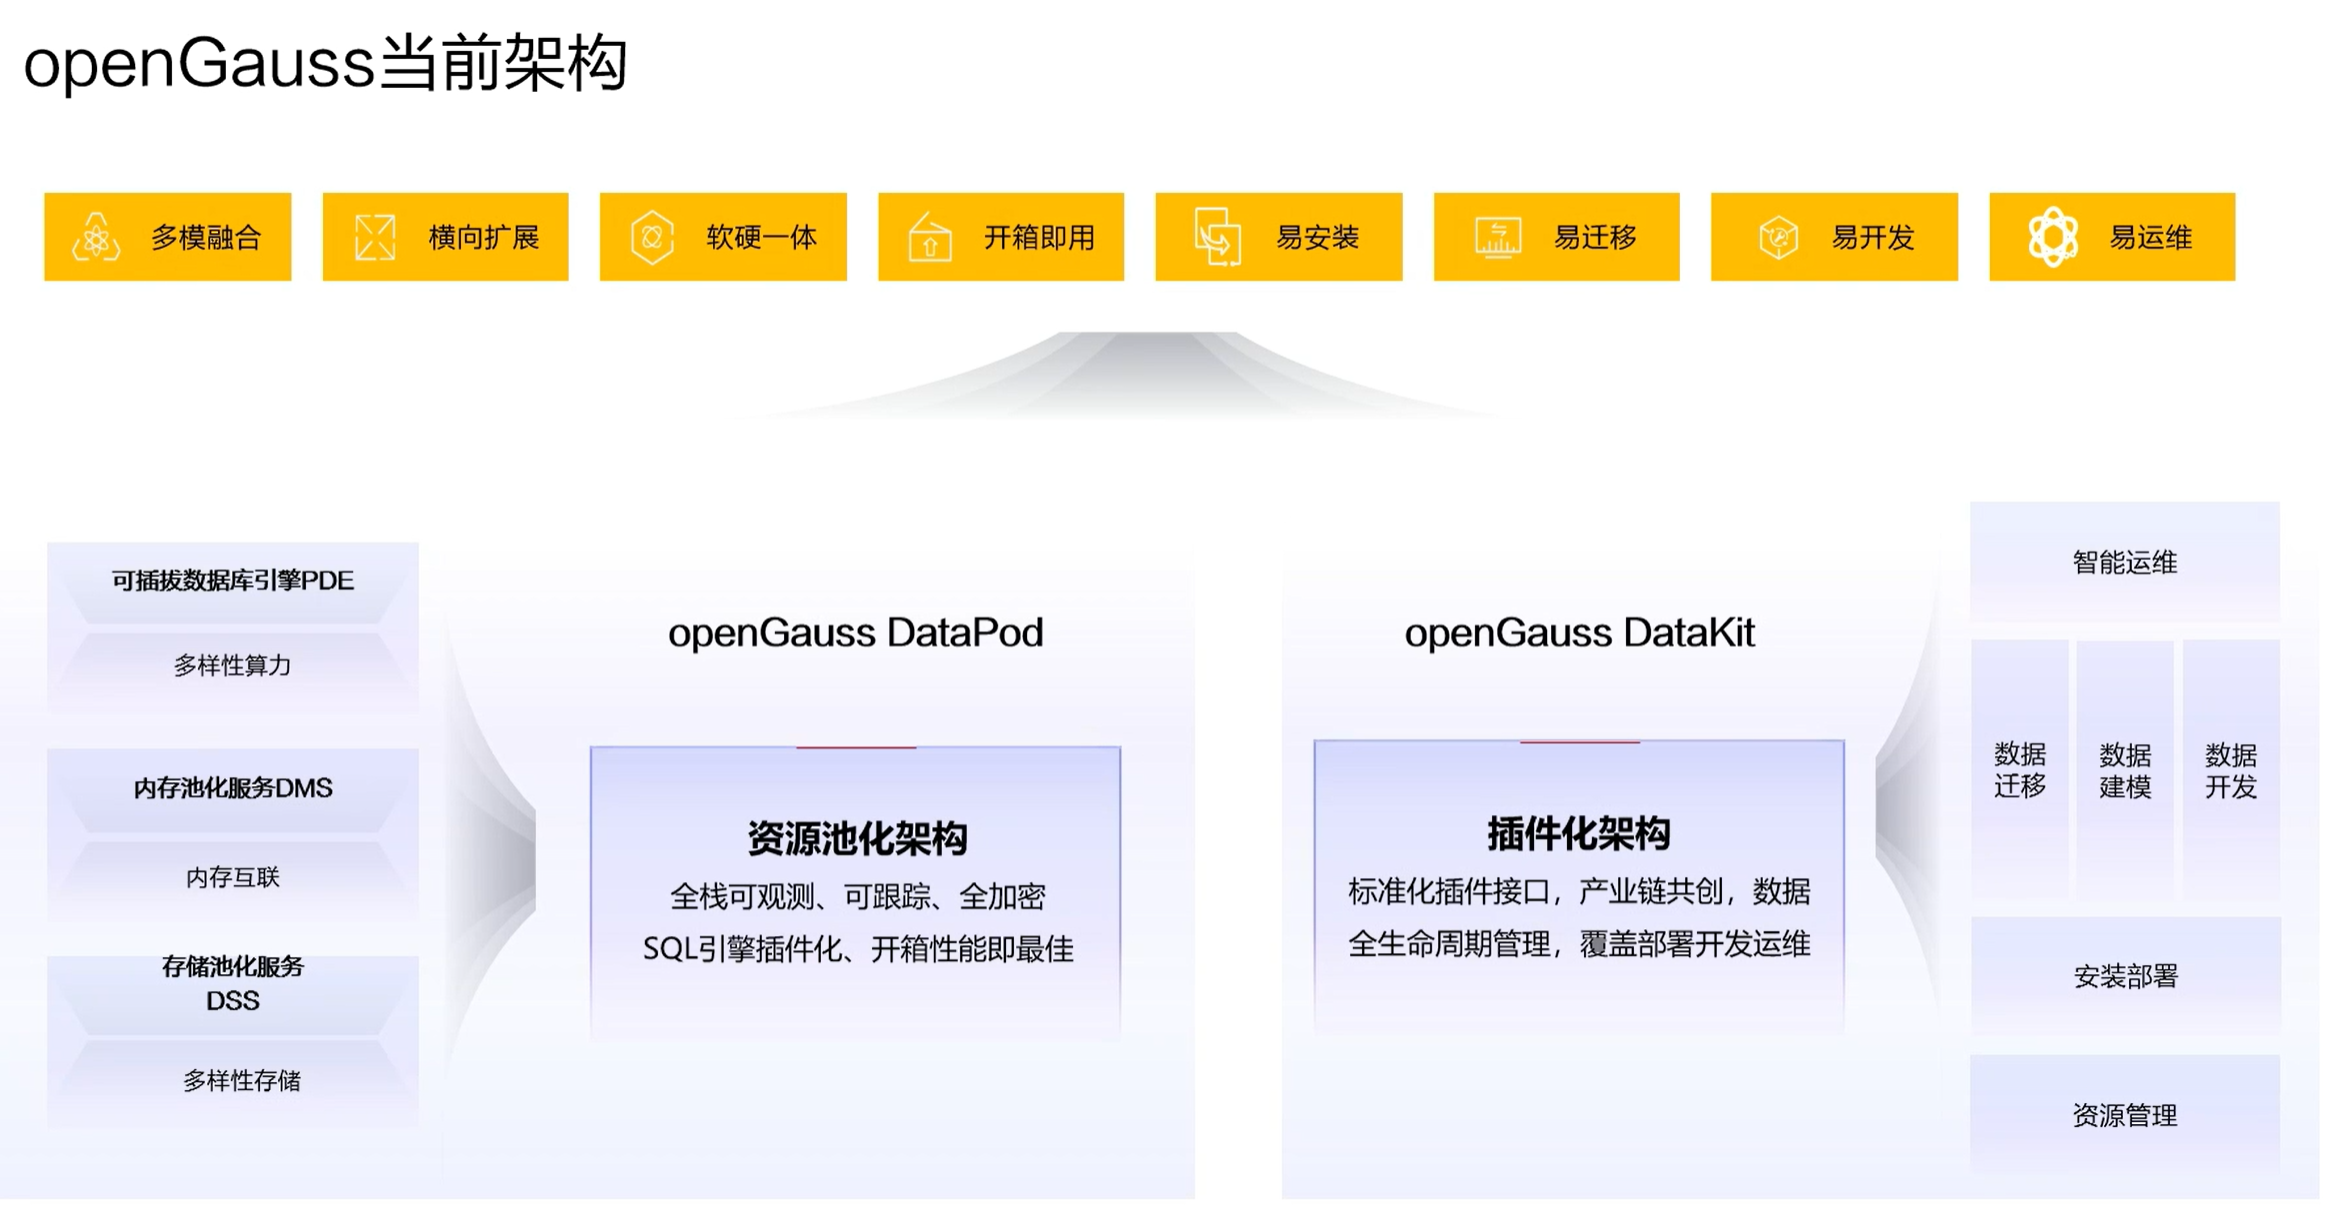 openGauss当前架构
多模融合
横向扩展
软硬一体
开箱即用
易安装
易迁移
易开发
易运维
可插拔数据库引擎PDE
多样性算力
内存池化服务DMS
内存互联
存储池化服务
DSS
多样性存储
openGauss DataPod
资源池化架构
全栈可观测、可跟踪、全加密
SQL引擎插件化、开箱性能即最佳
openGauss DataKit
插件化架构
标准化插件接口，产业链共创，数据
全生命周期管理，覆盖部署开发运维
智能运维
数据
迁移
数据
建模
数据
开发
安装部署
资源管理